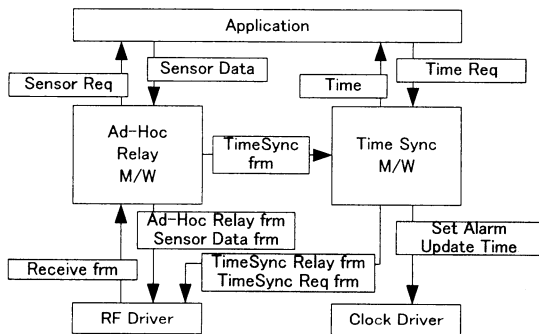 Application
Sensor Req
Sensor Data
Time
Time Req
Ad-Hoc
Relay
M/W
TimeSync
frm
Time Sync
M/W
Ad-Hoc Relay frm
Sensor Data frm
Set Alarm
Update Time
Receive frm
TimeSync Relay frm
TimeSync Req frm
RF Driver
Clock Driver